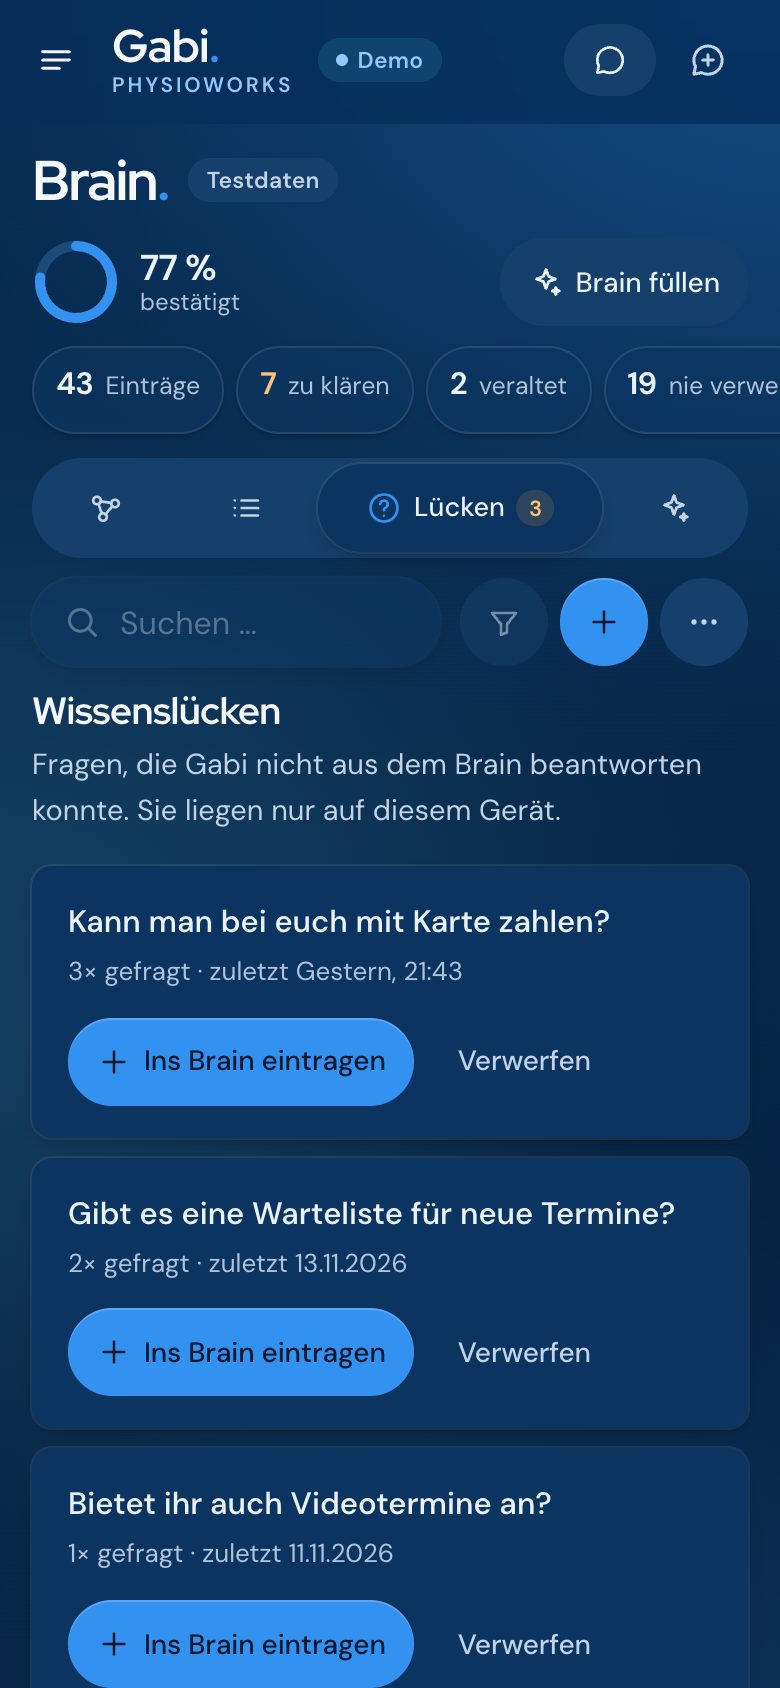 Gabi.
PHYSIOWORKS
Demo
Brain.
Testdaten
77 %
bestätigt
Brain füllen
43 Einträge
7 zu klären
2 veraltet
19 nie verwe
Lücken 3
Suchen ...
Wissenslücken
Fragen, die Gabi nicht aus dem Brain beantworten
konnte. Sie liegen nur auf diesem Gerät.
Kann man bei euch mit Karte zahlen?
3× gefragt · zuletzt Gestern, 21:43
Ins Brain eintragen
Verwerfen
Gibt es eine Warteliste für neue Termine?
2× gefragt · zuletzt 13.11.2026
Ins Brain eintragen
Verwerfen
Bietet ihr auch Videotermine an?
1× gefragt · zuletzt 11.11.2026
Ins Brain eintragen
Verwerfen